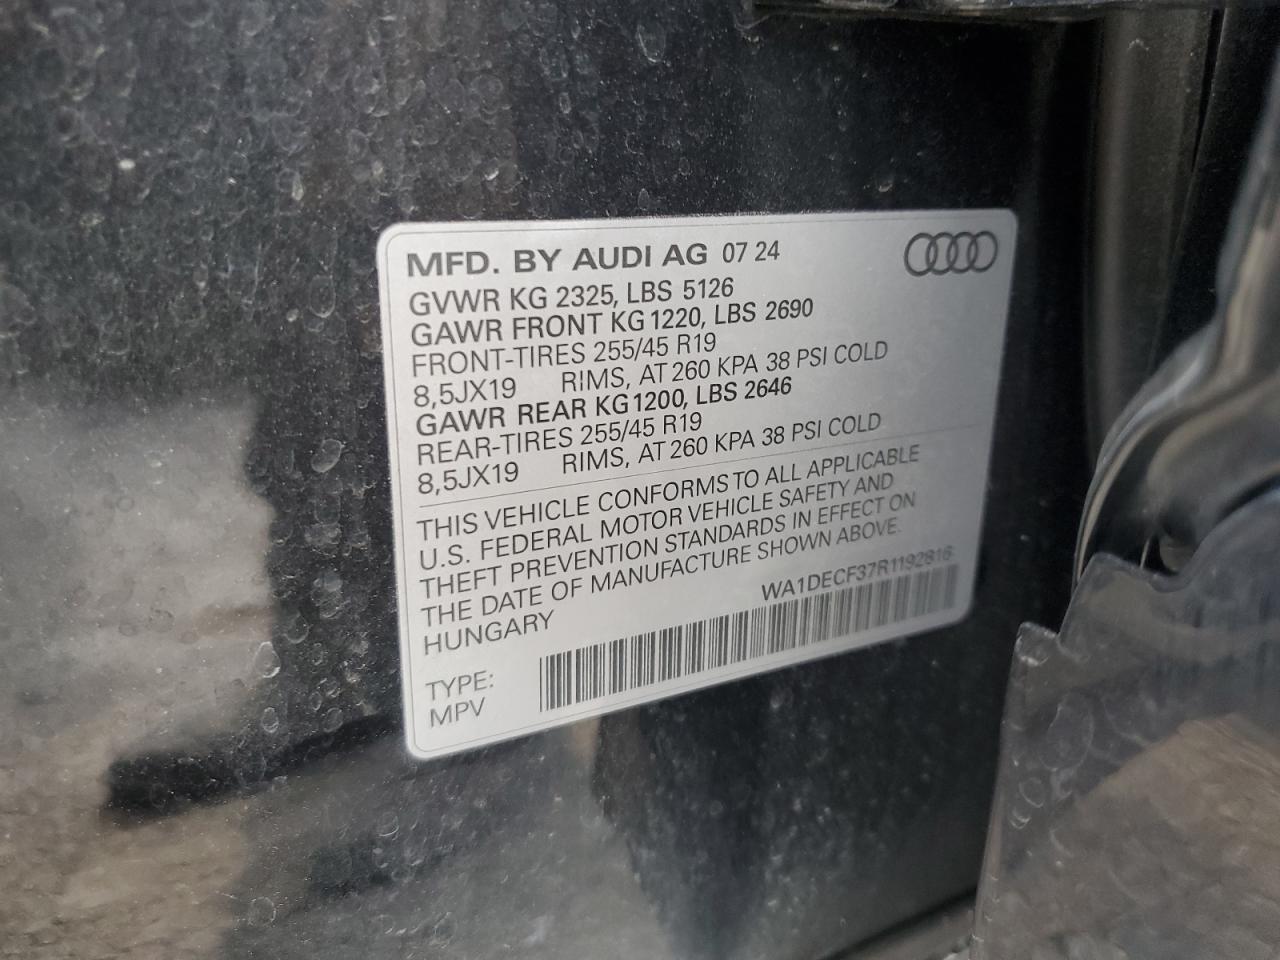 MFD. BY AUDI AG 07 24
GVWR KG 2325, LBS 5126
GAWR FRONT KG 1220, LBS 2690
FRONT-TIRES 255/45 R19
8,5JX19 RIMS, AT 260 KPA 38 PSI COLD
GAWR REAR KG 1200, LBS 2646
REAR-TIRES 255/45 R19
8,5JX19 RIMS, AT 260 KPA 38 PSI COLD
THIS VEHICLE CONFORMS TO ALL APPLICABLE
U.S. FEDERAL MOTOR VEHICLE SAFETY AND
THEFT PREVENTION STANDARDS IN EFFECT ON
THE DATE OF MANUFACTURE SHOWN ABOVE.
HUNGARY
WA1DECF37R1192816
TYPE:
MPV